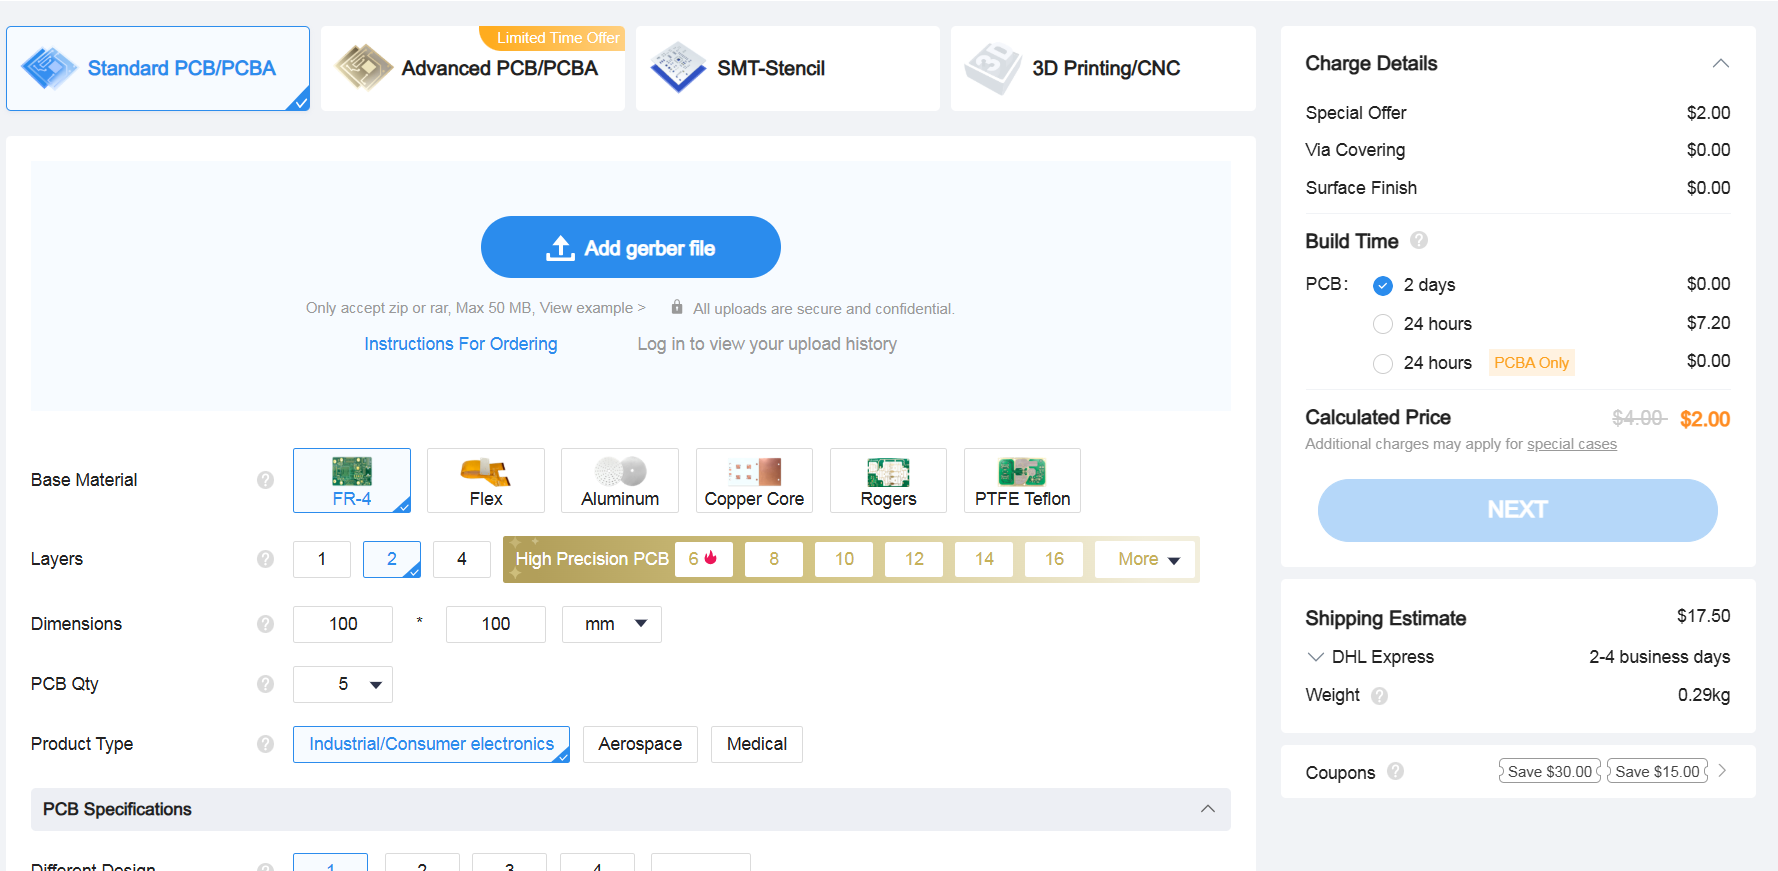 Standard PCB/PCBA
Limited Time Offer
Advanced PCB/PCBA
SMT-Stencil
3D
3D Printing/CNC
Add gerber file
Only accept zip or rar, Max 50 MB, View example >
All uploads are secure and confidential.
Instructions For Ordering
Log in to view your upload history
Base Material
?
FR-4
Flex
Aluminum
Copper Core
Rogers
PTFE Teflon
Layers
?
1
2
4
High Precision PCB
6
8
10
12
14
16
More
Dimensions
?
100
*
100
mm
PCB Qty
?
5
Product Type
?
Industrial/Consumer electronics
Aerospace
Medical
PCB Specifications
Different Design
?
1
2
3
4
Charge Details
Special Offer $2.00
Via Covering $0.00
Surface Finish $0.00
Build Time ?
PCB: 2 days $0.00
24 hours $7.20
24 hours PCBA Only $0.00
Calculated Price $4.00 $2.00
Additional charges may apply for special cases
NEXT
Shipping Estimate $17.50
DHL Express 2-4 business days
Weight ? 0.29kg
Coupons ? Save $30.00 Save $15.00